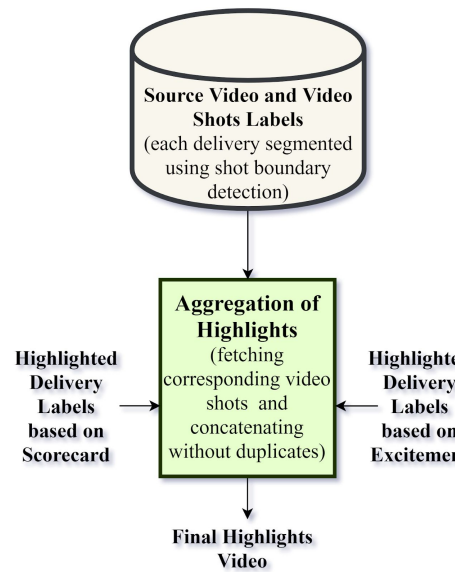 Source Video and Video
Shots Labels
(each delivery segmented
using shot boundary
detection)
Aggregation of
Highlights
(fetching
corresponding video
shots and
concatenating
without duplicates)
Highlighted
Delivery
Labels
based on
Scorecard
Highlighte
Delivery
Labels
based on
Excitemen
Final Highlights
Video